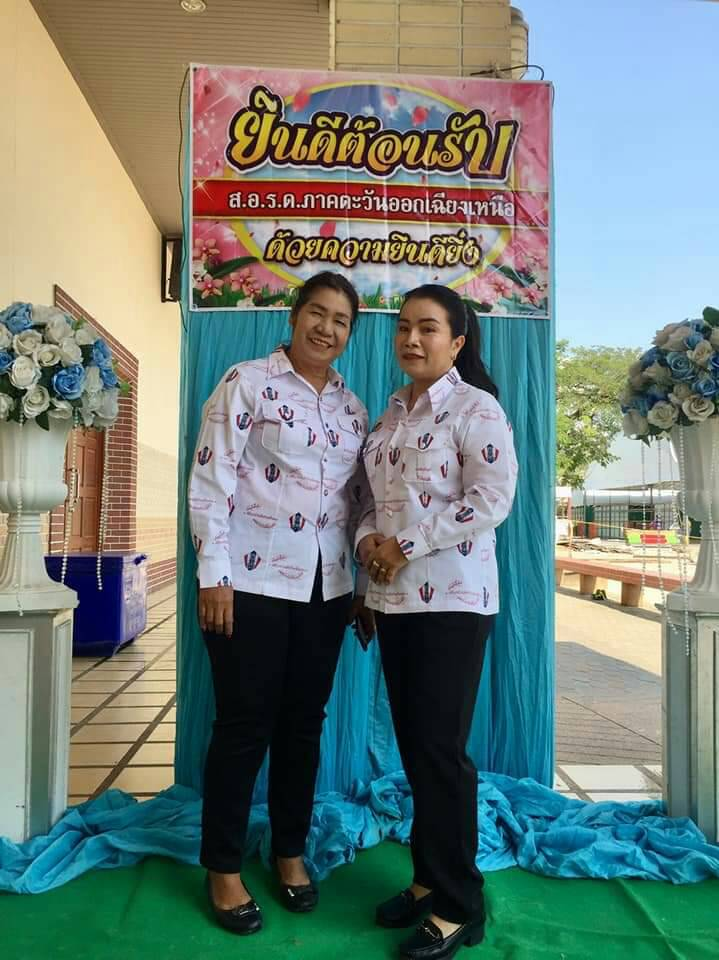 ยินดีต้อนรับ
ส.อ.ร.ด.ภาคตะวันออกเฉียงเหนือ
ด้วยความยินดียิ่ง